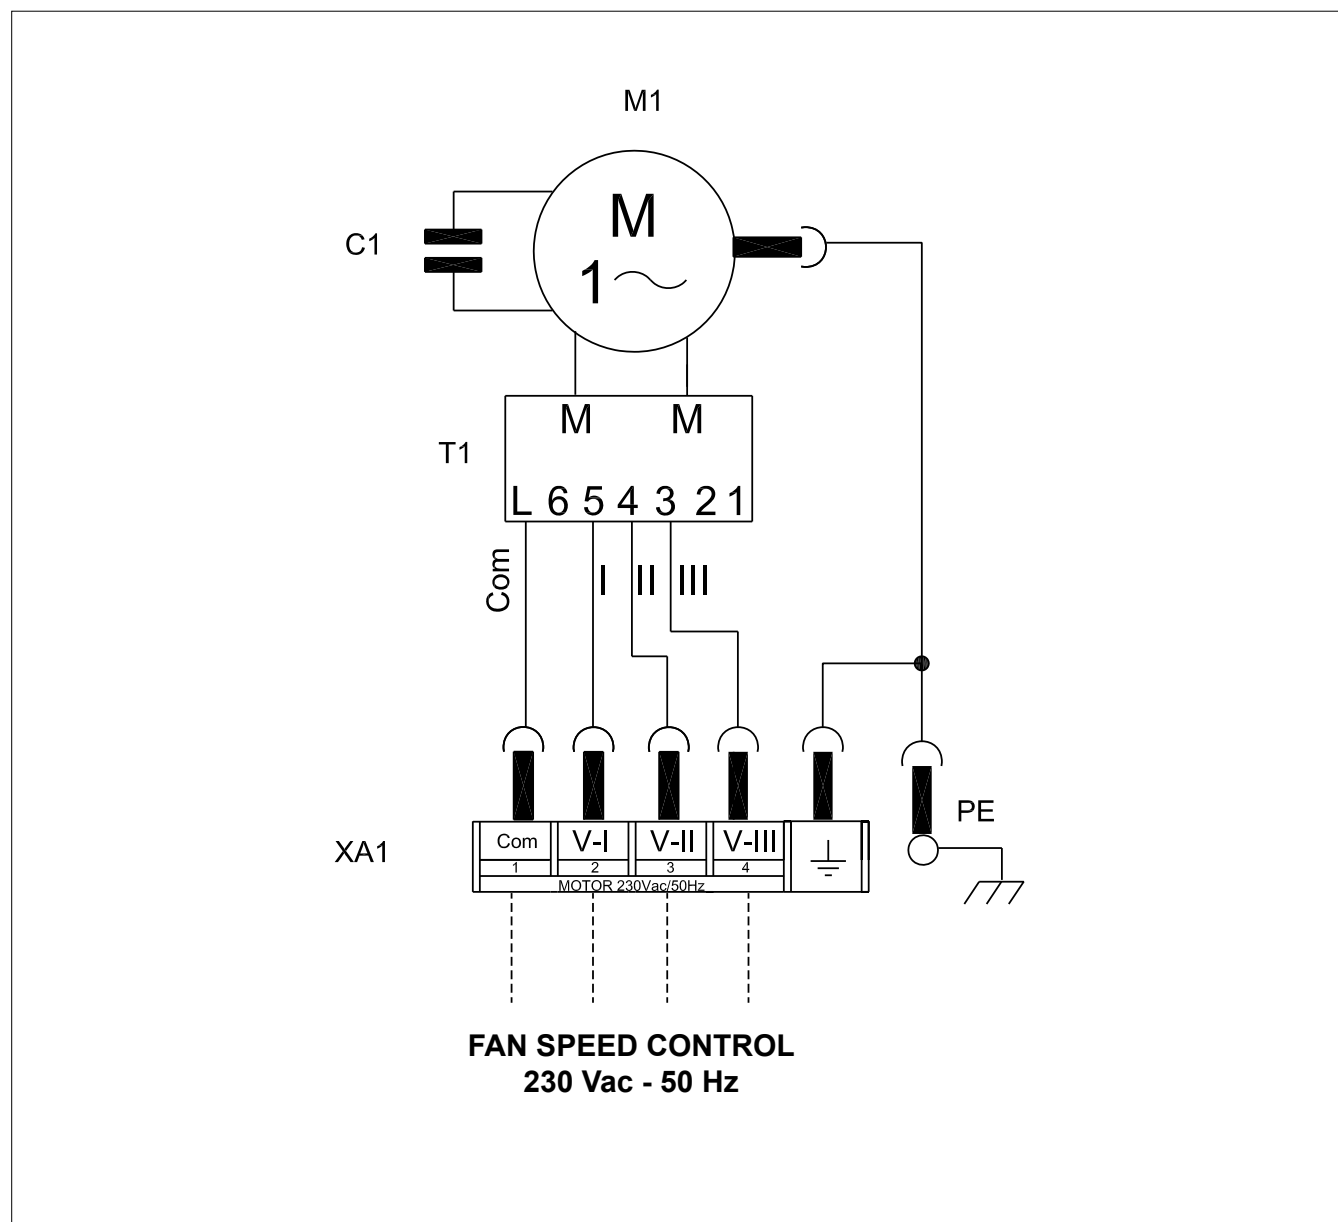 M1
M
1
C1
M M
T1
L 6 5 4 3 2 1
Com I II III
PE
XA1
Com V-I V-II V-III
1 2 3 4
MOTOR 230Vac/50Hz
FAN SPEED CONTROL
230 Vac - 50 Hz